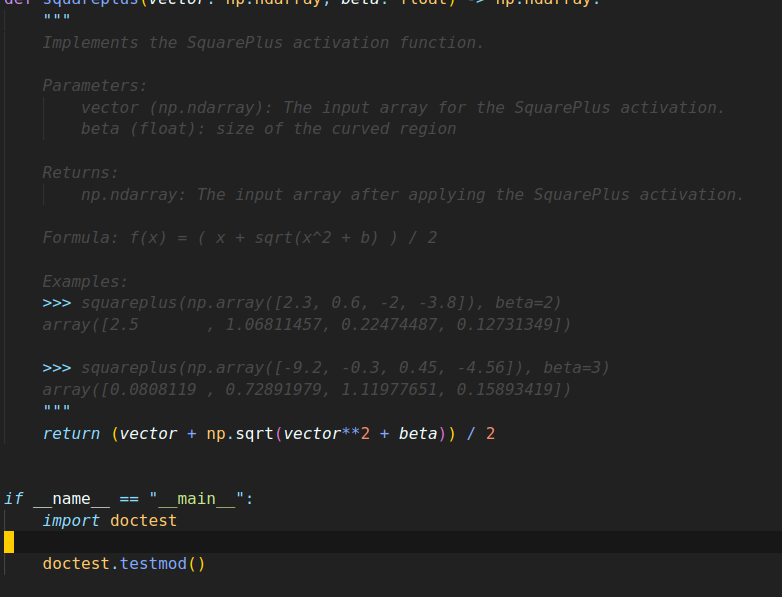 def squareplus(vector: np.ndarray, beta: float) -> np.ndarray:
"""
Implements the SquarePlus activation function.
Parameters:
vector (np.ndarray): The input array for the SquarePlus activation.
beta (float): size of the curved region
Returns:
np.ndarray: The input array after applying the SquarePlus activation.
Formula: f(x) = ( x + sqrt(x^2 + b) ) / 2
Examples:
>>> squareplus(np.array([2.3, 0.6, -2, -3.8]), beta=2)
array([2.5       , 1.06811457, 0.22474487, 0.12731349])
>>> squareplus(np.array([-9.2, -0.3, 0.45, -4.56]), beta=3)
array([0.0808119 , 0.72891979, 1.11977651, 0.15893419])
"""
return (vector + np.sqrt(vector**2 + beta)) / 2
if __name__ == "__main__":
import doctest
doctest.testmod()